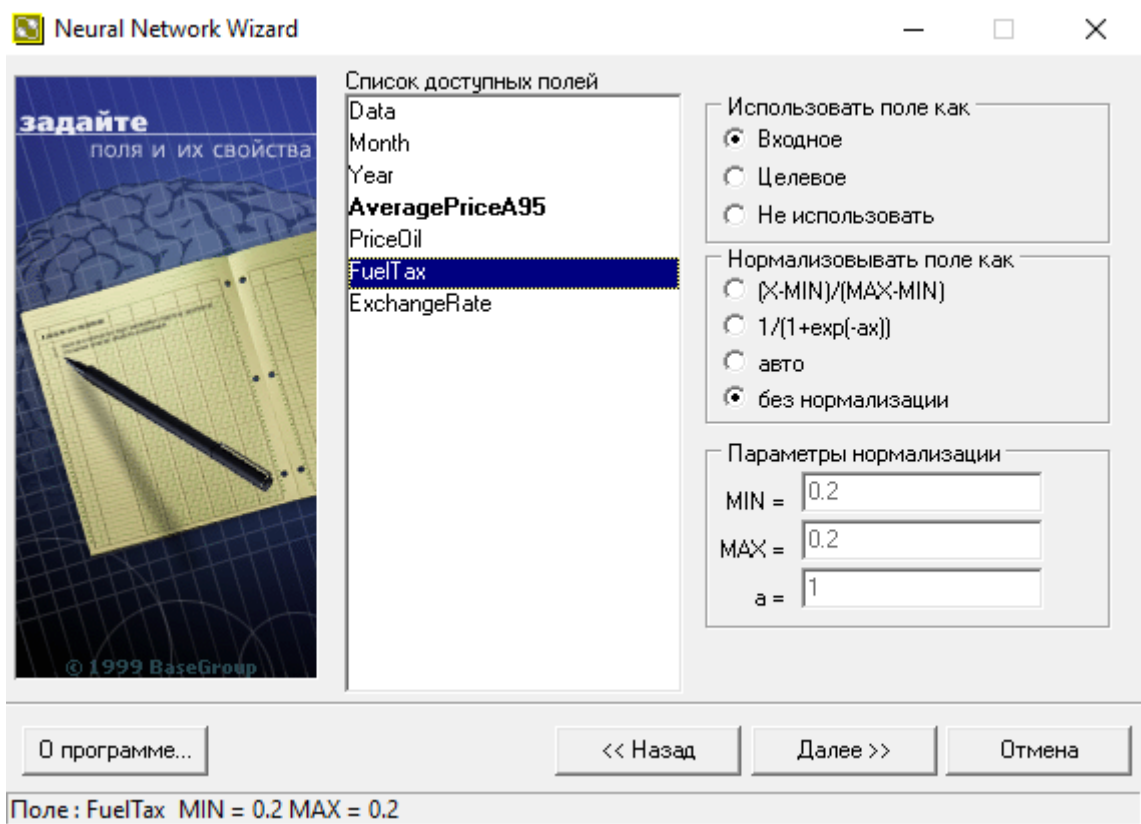 Neural Network Wizard
задайте
поля и их свойства
© 1999 BaseGroup
Список доступных полей
Data
Month
Year
AveragePriceA95
PriceOil
FuelTax
ExchangeRate
Использовать поле как
Входное
Целевое
Не использовать
Нормализовывать поле как
(X-MIN)/(MAX-MIN)
1/(1+exp(-ax))
авто
без нормализации
Параметры нормализации
MIN = 0.2
MAX = 0.2
a = 1
О программе...
<< Назад
Далее >>
Отмена
Поле : FuelTax MIN = 0.2 MAX = 0.2